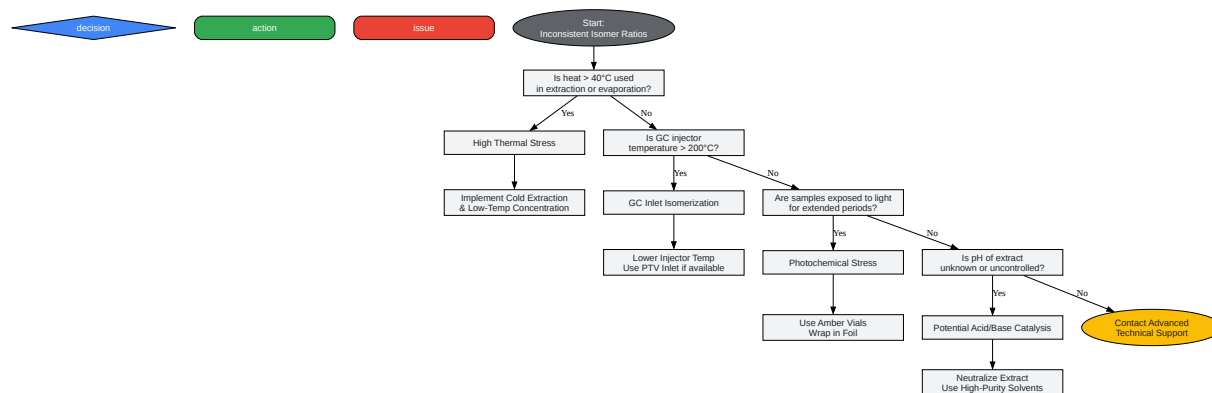 decision
action
issue
Start:
Inconsistent Isomer Ratios
Is heat > 40°C used
in extraction or evaporation?
Yes
No
High Thermal Stress
Is GC injector
temperature > 200°C?
Yes
No
Implement Cold Extraction
& Low-Temp Concentration
GC Inlet Isomerization
Are samples exposed to light
for extended periods?
Yes
No
Lower Injector Temp
Use PTV Inlet if available
Photochemical Stress
Is pH of extract
unknown or uncontrolled?
Yes
No
Use Amber Vials
Wrap in Foil
Potential Acid/Base Catalysis
Contact Advanced
Technical Support
Neutralize Extract
Use High-Purity Solvents